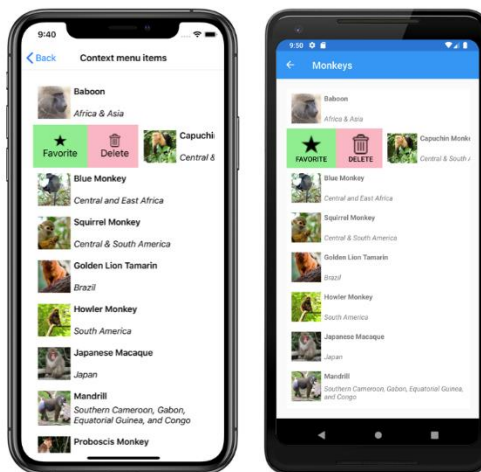 9:40
Back
Context menu items
Baboon
Africa & Asia
Favorite
Delete
Capuchin
Central &
Blue Monkey
Central and East Africa
Squirrel Monkey
Central & South America
Golden Lion Tamarin
Brazil
Howler Monkey
South America
Japanese Macaque
Japan
Mandrill
Southern Cameroon, Gabon,
Equatorial Guinea, and Congo
Proboscis Monkey
9:50
Monkeys
Baboon
Africa & Asia
FAVORITE
DELETE
Capuchin Monke
Central & South A
Blue Monkey
Central and East Africa
Squirrel Monkey
Central & South America
Golden Lion Tamarin
Brazil
Howler Monkey
South America
Japanese Macaque
Japan
Mandrill
Southern Cameroon, Gabon, Equatorial Guinea,
and Congo